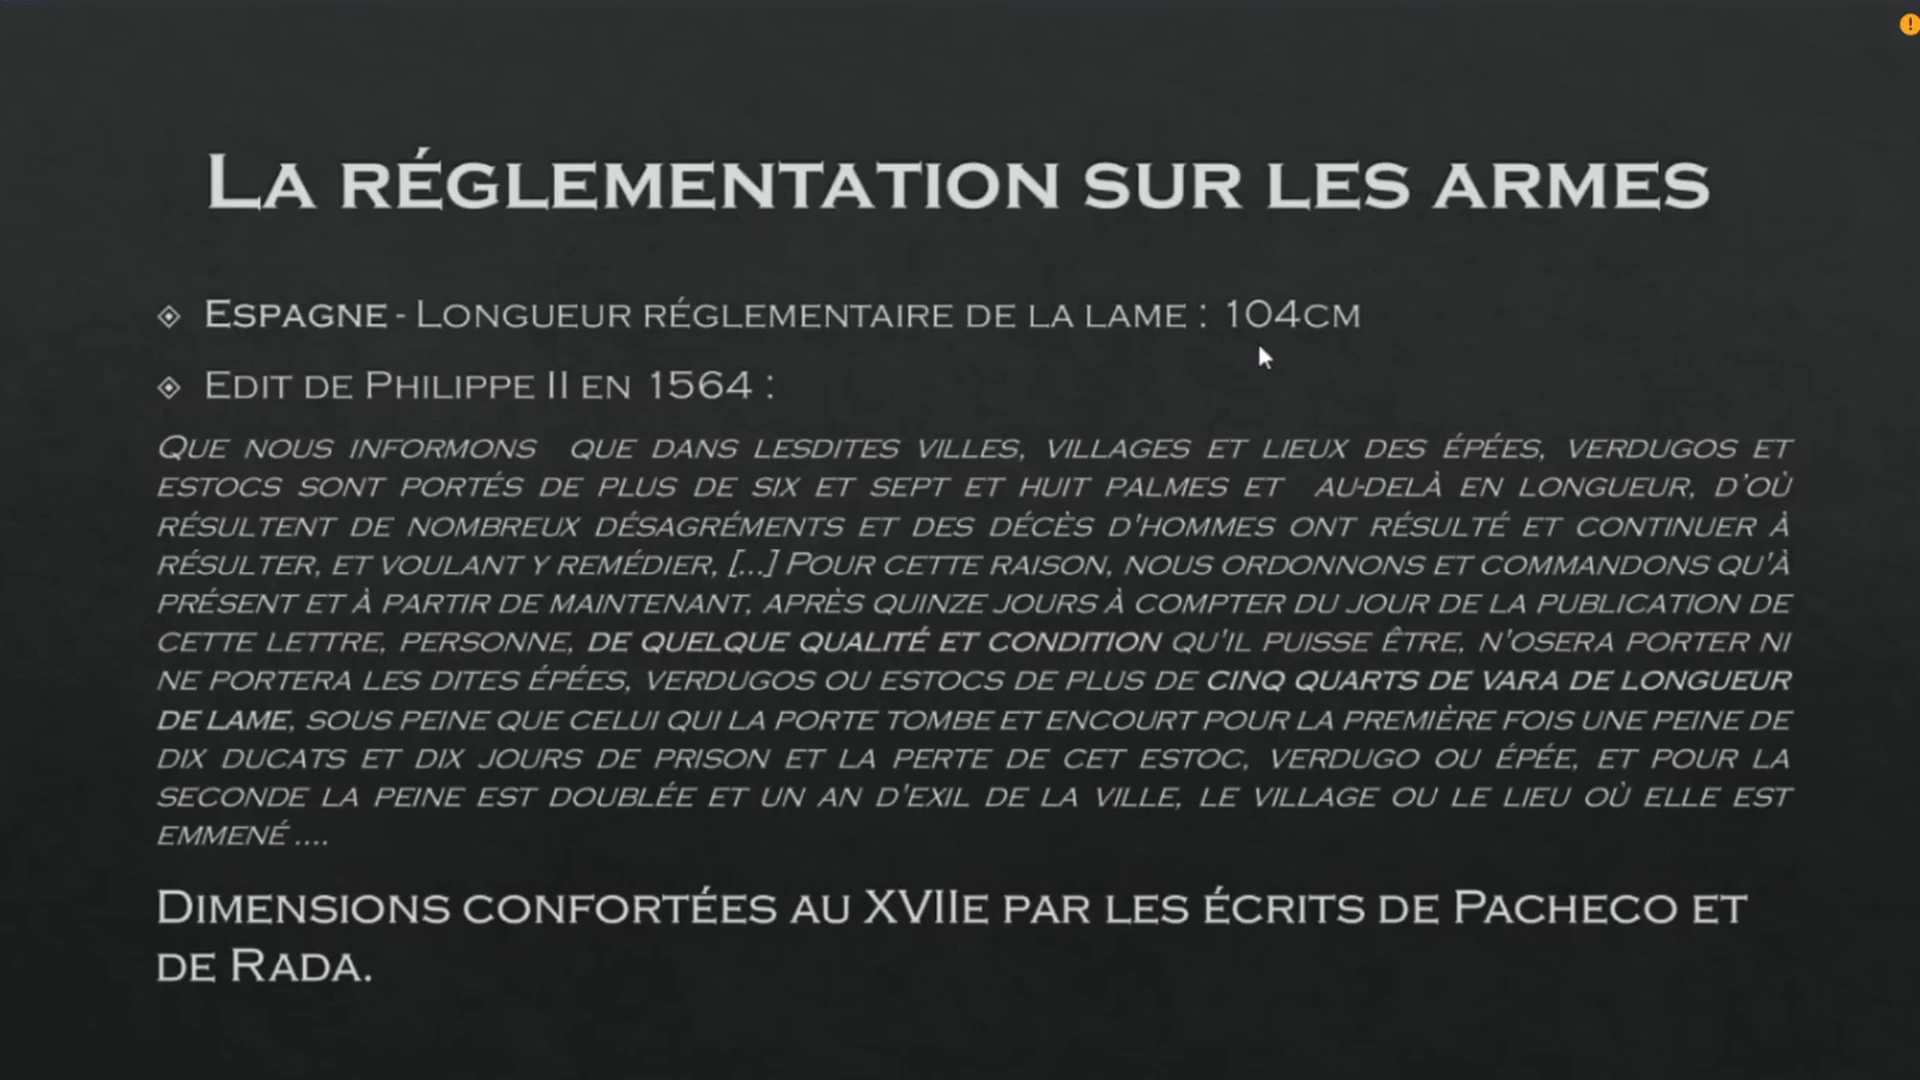 La réglementation sur les armes
Espagne - Longueur réglementaire de la lame : 104cm
Edit de Philippe II en 1564 :
Que nous informons que dans lesdites villes, villages et lieux des épées, verdugos et
estocs sont portés de plus de six et sept et huit palmes et au-delà en longueur, d'où
résultent de nombreux désagréments et des décès d'hommes ont résulté et continuer à
résulter, et voulant y remédier, [...] Pour cette raison, nous ordonnons et commandons qu'à
présent et à partir de maintenant, après quinze jours à compter du jour de la publication de
cette lettre, personne, de quelque qualité et condition qu'il puisse être, n'osera porter ni
ne portera les dites épées, verdugos ou estocs de plus de cinq quarts de vara de longueur
de lame, sous peine que celui qui la porte tombe et encourt pour la première fois une peine de
dix ducats et dix jours de prison et la perte de cet estoc, verdugo ou épée, et pour la
seconde la peine est doublée et un an d'exil de la ville, le village ou le lieu où elle est
emmené ....
Dimensions confortées au XVIIe par les écrits de Pacheco et
de Rada.